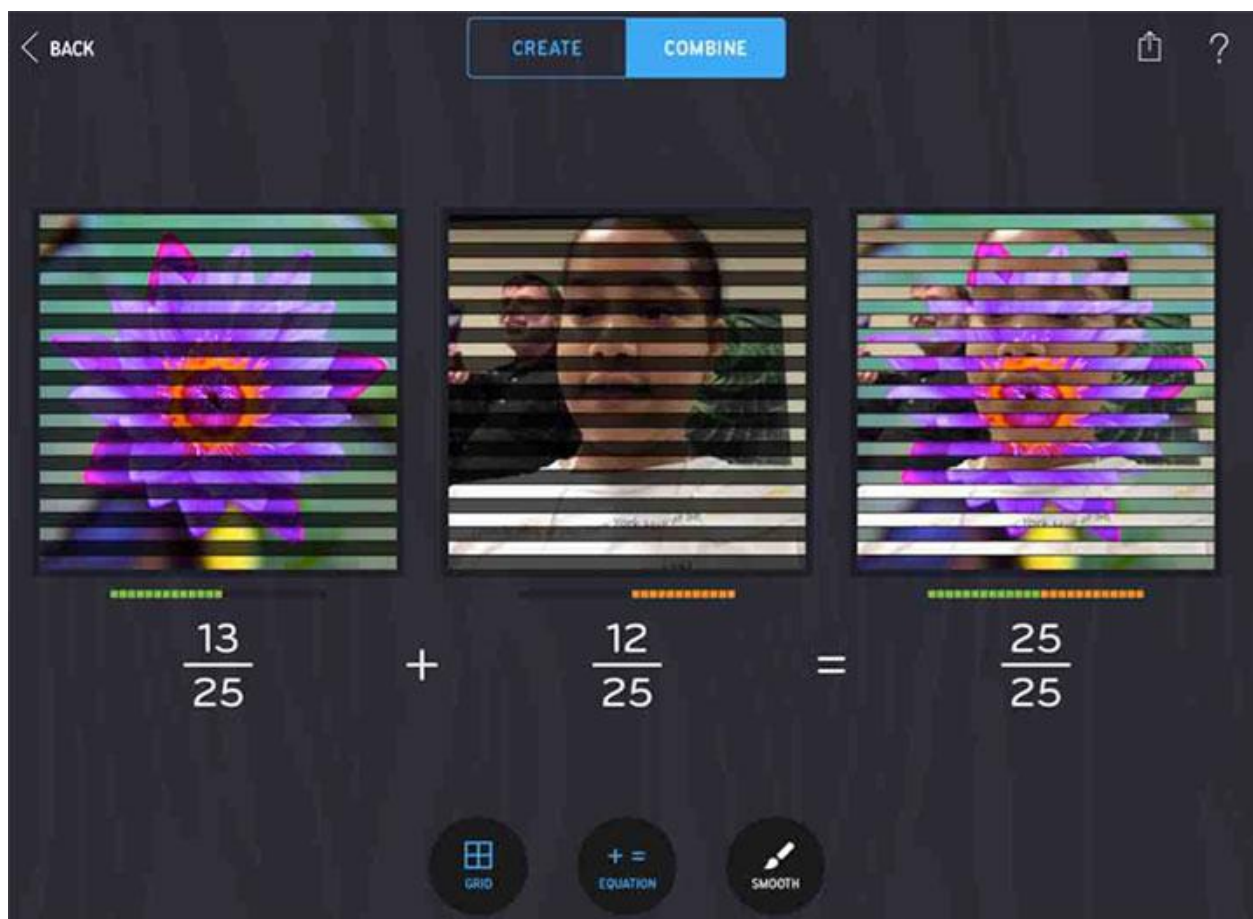 BACK
CREATE
COMBINE
?
13
25
+
12
25
=
25
25
GRID
+ =
EQUATION
SMOOTH